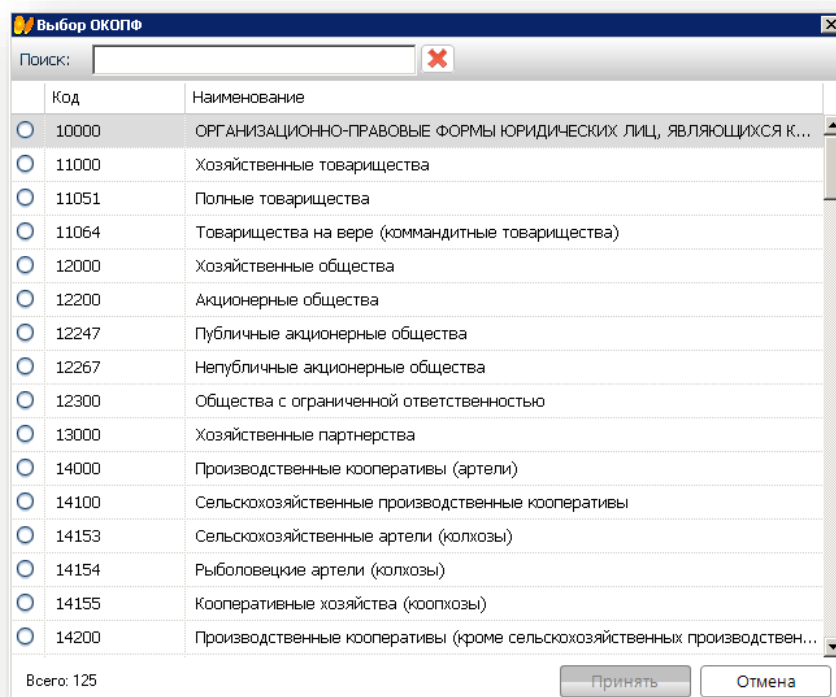 Выбор ОКОПФ
Поиск:
Код Наименование
10000 ОРГАНИЗАЦИОННО-ПРАВОВЫЕ ФОРМЫ ЮРИДИЧЕСКИХ ЛИЦ, ЯВЛЯЮЩИХСЯ К...
11000 Хозяйственные товарищества
11051 Полные товарищества
11064 Товарищества на вере (коммандитные товарищества)
12000 Хозяйственные общества
12200 Акционерные общества
12247 Публичные акционерные общества
12267 Непубличные акционерные общества
12300 Общества с ограниченной ответственностью
13000 Хозяйственные партнерства
14000 Производственные кооперативы (артели)
14100 Сельскохозяйственные производственные кооперативы
14153 Сельскохозяйственные артели (колхозы)
14154 Рыболовецкие артели (колхозы)
14155 Кооперативные хозяйства (коопхозы)
14200 Производственные кооперативы (кроме сельскохозяйственных производствен...
Всего: 125 Принять Отмена